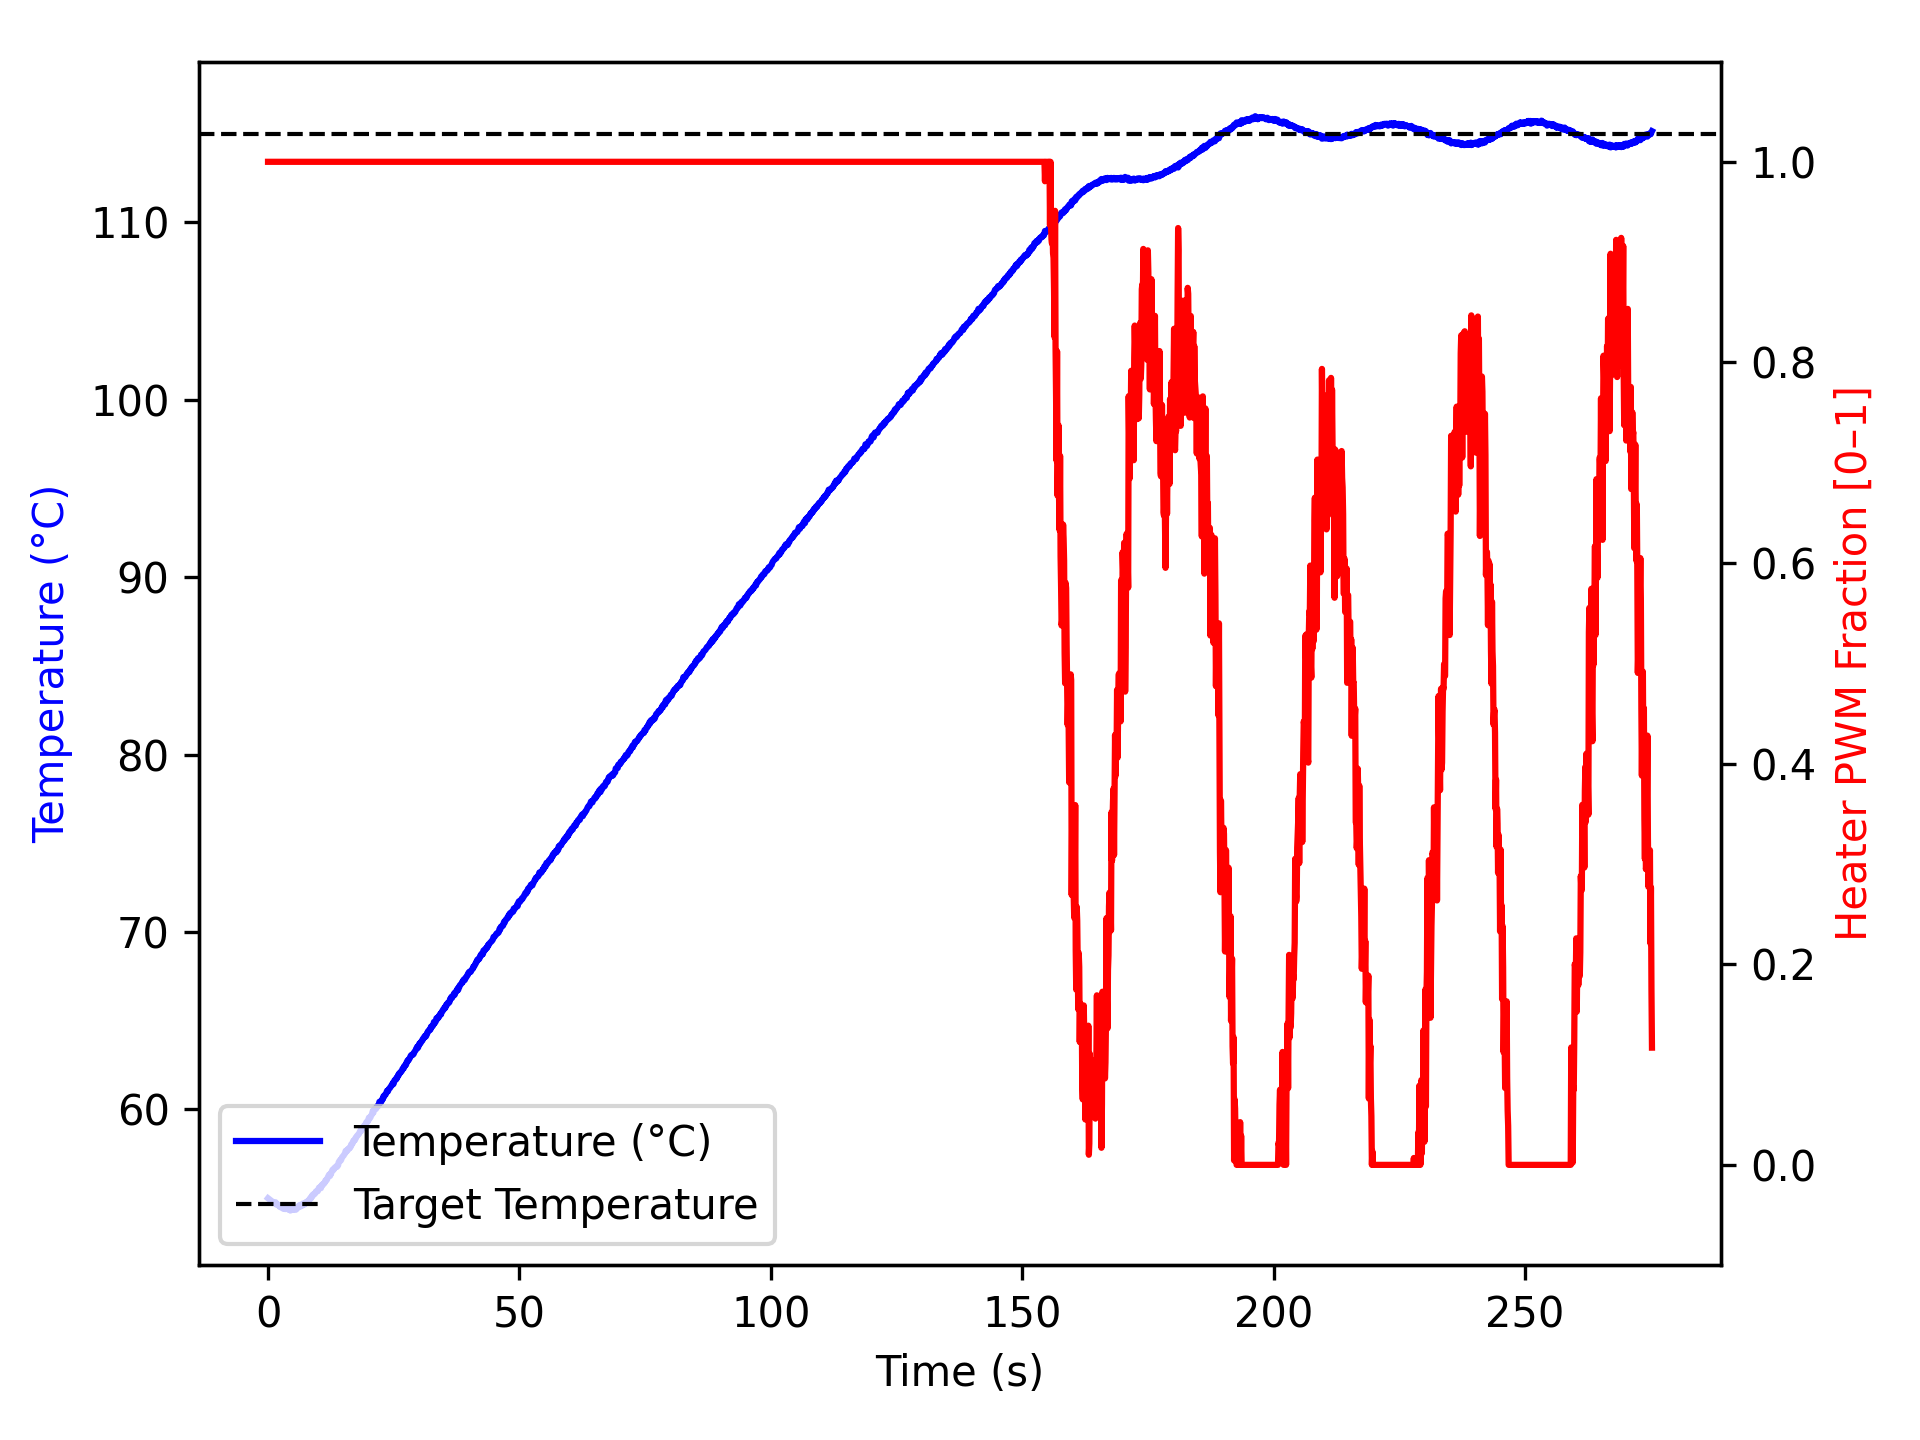 110
100
90
80
70
60
Temperature (°C)
1.0
0.8
0.6
0.4
0.2
0.0
Heater PWM Fraction [0–1]
Temperature (°C)
Target Temperature
0 50 100 150 200 250
Time (s)